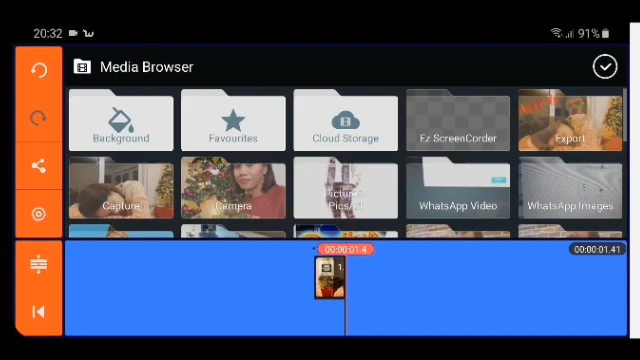 20:32
91%
Media Browser
Background
Favourites
Cloud Storage
Ez ScreenCorder
Export
Capture
Camera
Pictures
PicsArt
WhatsApp Video
WhatsApp Images
00:00:01.4
00:00:01.41
1.